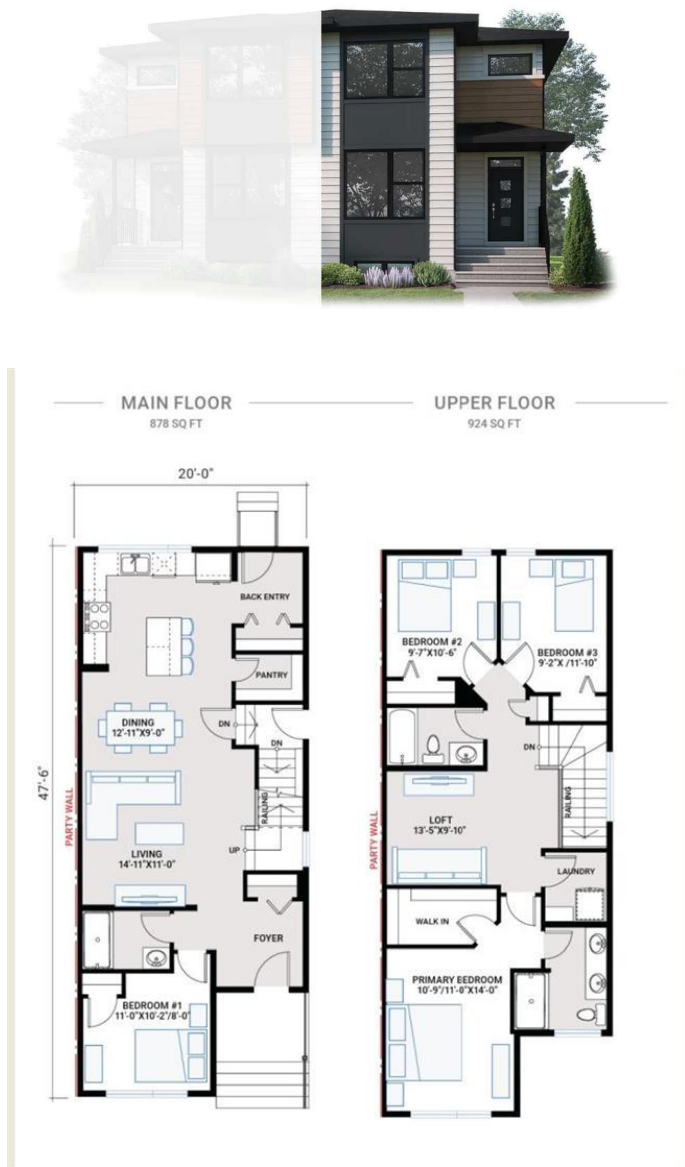 MAIN FLOOR
878 SQ FT
UPPER FLOOR
924 SQ FT
20'-0"
47'-6"
PARTY WALL
BACK ENTRY
PANTRY
DINING
12'-11"X9'-0"
DN
DN
RAILING
UP
LIVING
14'-11"X11'-0"
FOYER
BEDROOM #1
11'-0"X10'-2"/8'-0"
BEDROOM #2
9'-7"X10'-6"
BEDROOM #3
9'-2"X /11'-10"
DN
RAILING
PARTY WALL
LOFT
13'-5"X9'-10"
LAUNDRY
WALK IN
PRIMARY BEDROOM
10'-9"/11'-0"X14'-0"